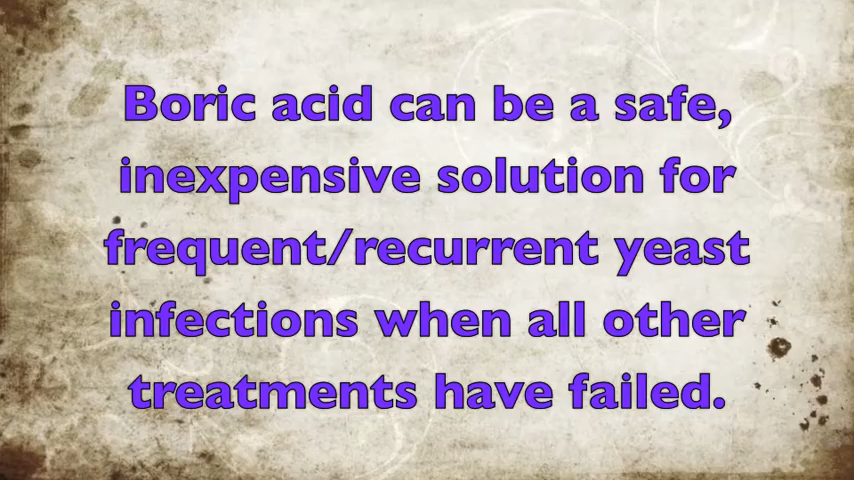 Boric acid can be a safe,
inexpensive solution for
frequent/recurrent yeast
infections when all other
treatments have failed.